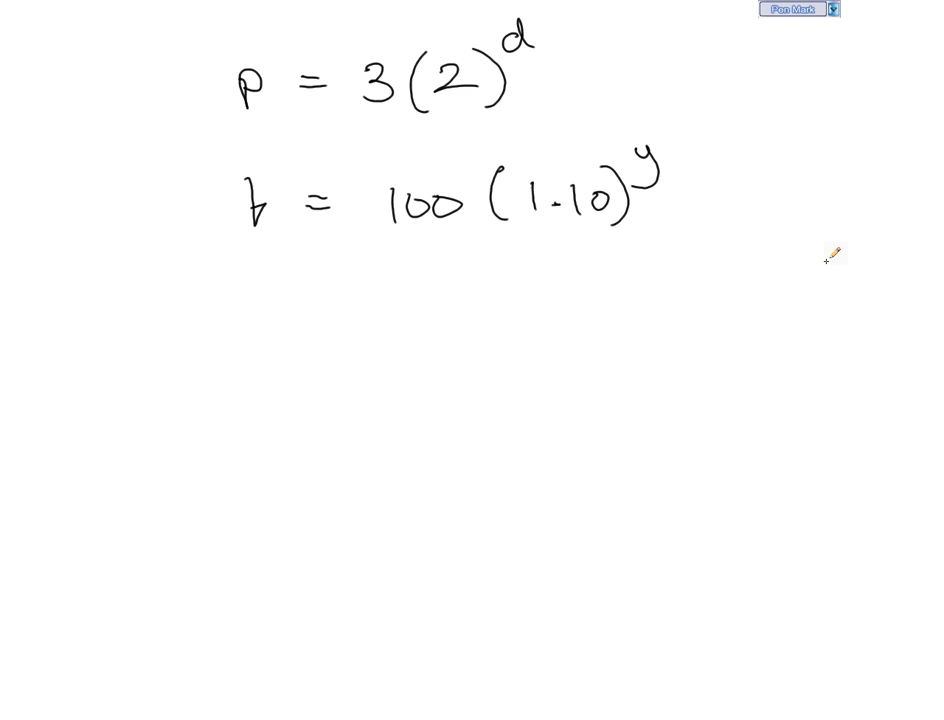 Pen Mark
p = 3(2)^d
t = 100(1.10)^y